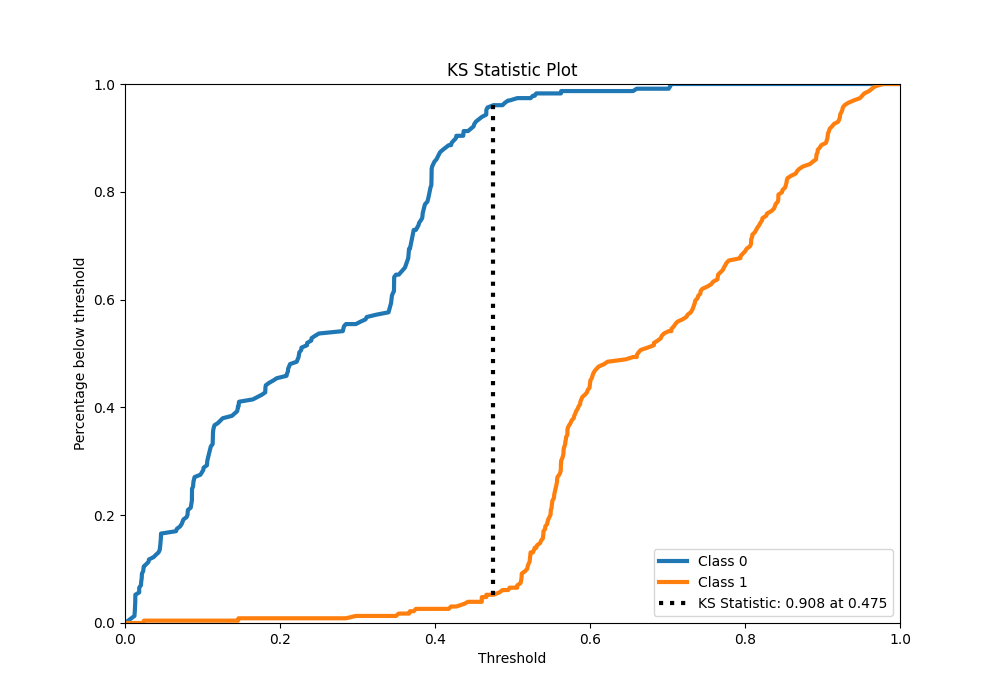 KS Statistic Plot
Percentage below threshold
1.0
0.8
0.6
0.4
0.2
0.0
0.0 0.2 0.4 0.6 0.8 1.0
Threshold
Class 0
Class 1
KS Statistic: 0.908 at 0.475